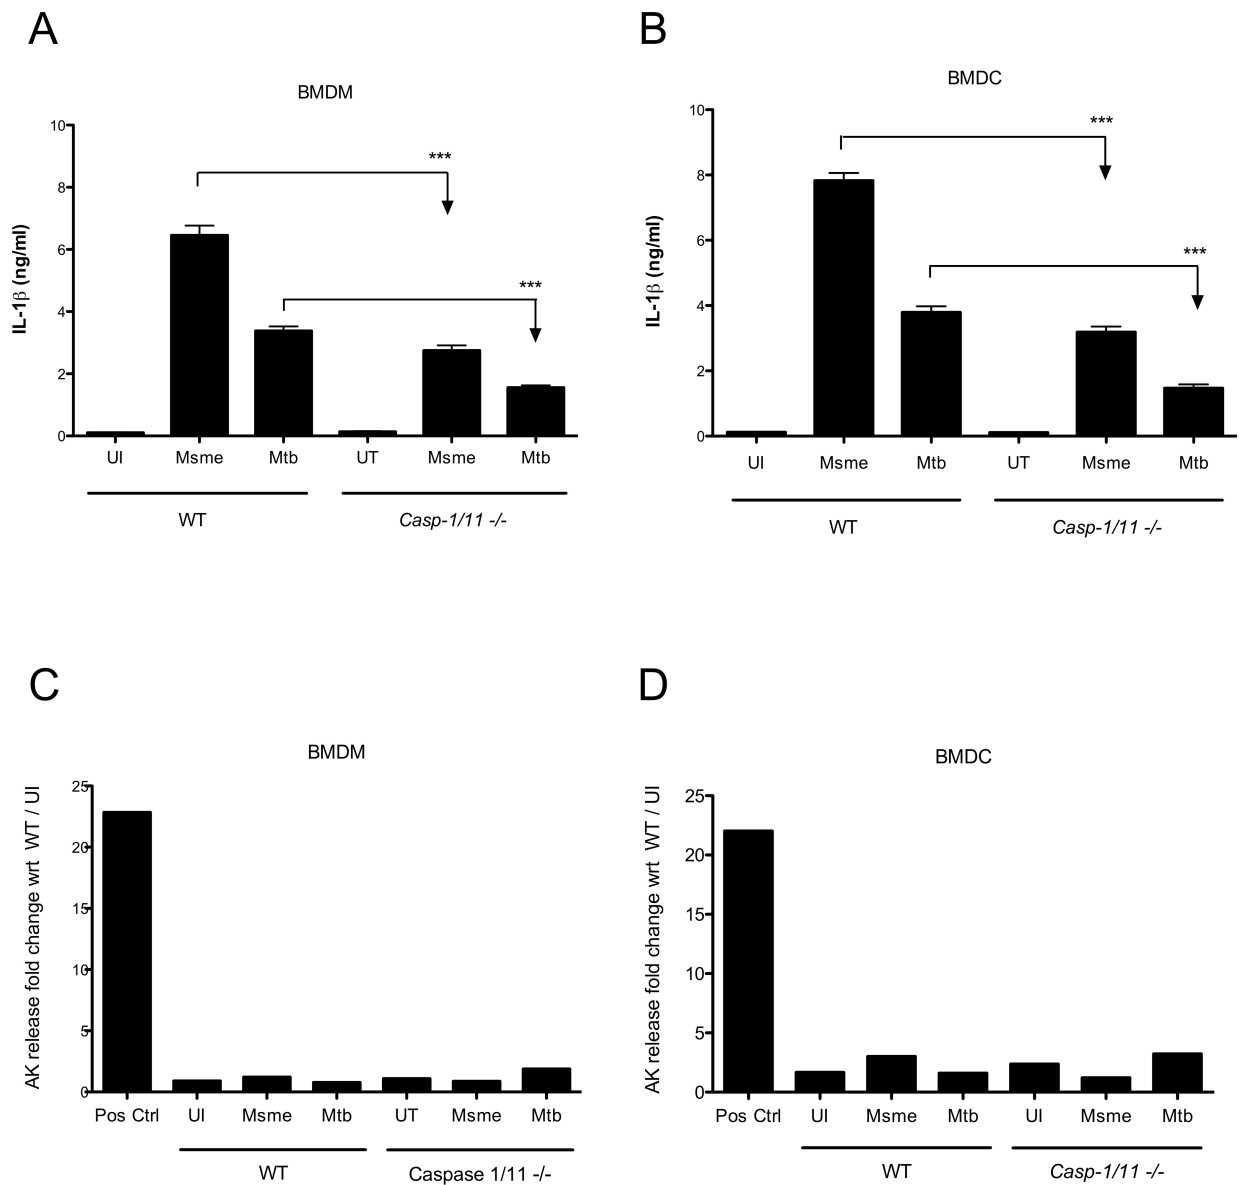 A
BMDM
IL-1β (ng/ml)
10
8
6
4
2
0
***
***
UI Msme Mtb UT Msme Mtb
WT Casp-1/11 -/-
B
BMDC
IL-1β (ng/ml)
10
8
6
4
2
0
***
***
UI Msme Mtb UT Msme Mtb
WT Casp-1/11 -/-
C
BMDM
AK release fold change wrt WT / UI
25
20
15
10
5
0
Pos Ctrl UI Msme Mtb UT Msme Mtb
WT Caspase 1/11 -/-
D
BMDC
AK release fold change wrt WT / UI
25
20
15
10
5
0
Pos Ctrl UI Msme Mtb UI Msme Mtb
WT Casp-1/11 -/-